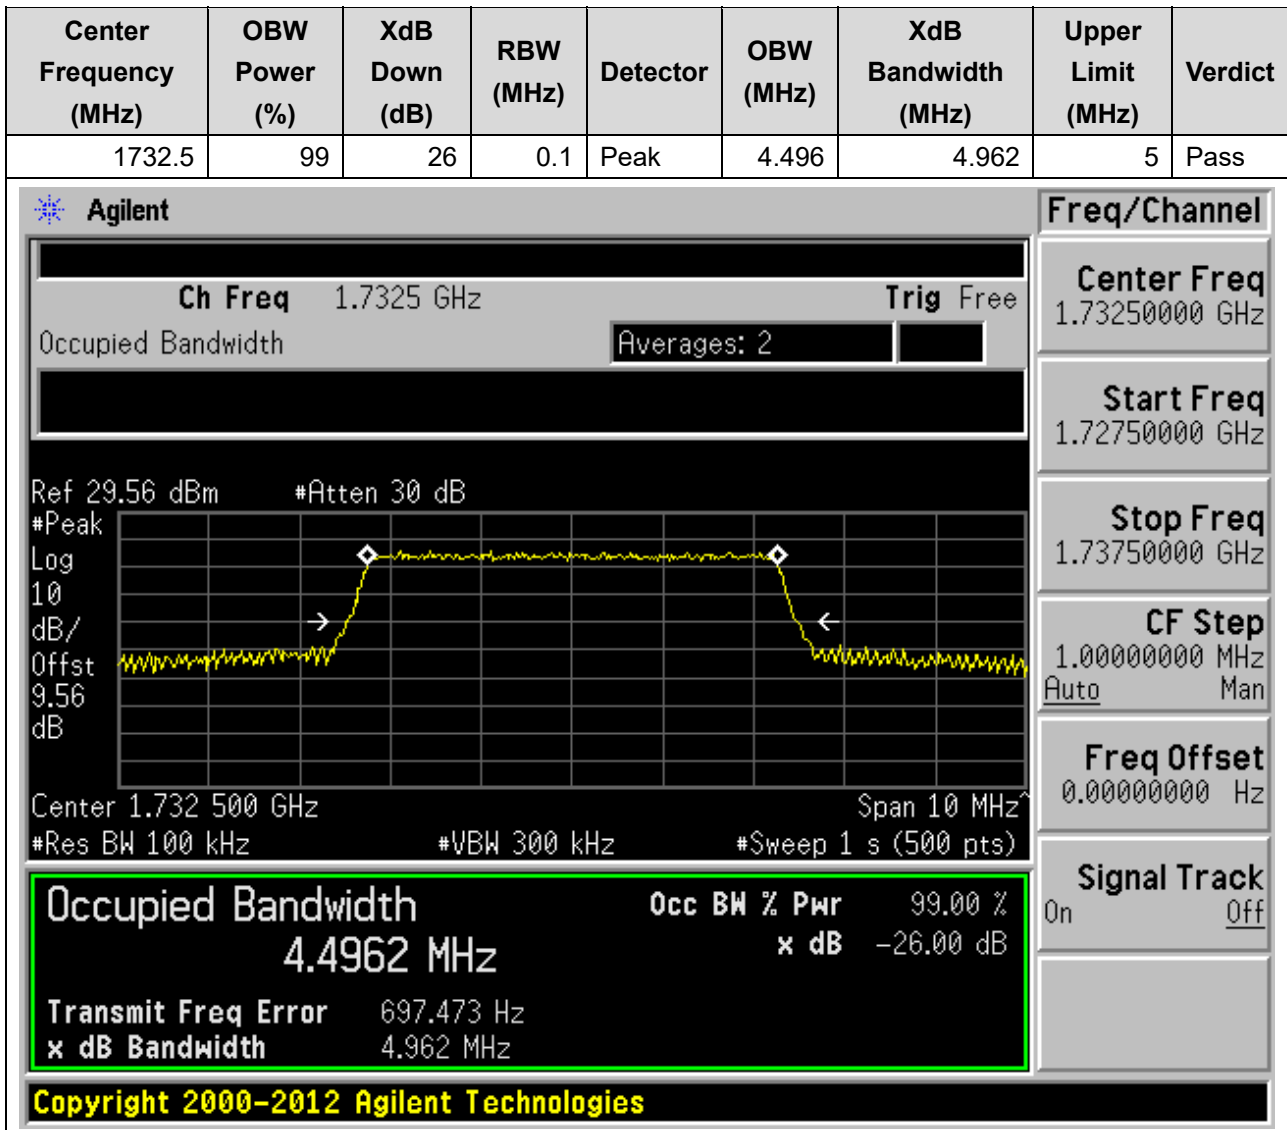 Center Frequency (MHz) OBW Power (%) XdB Down (dB) RBW (MHz) Detector OBW (MHz) XdB Bandwidth (MHz) Upper Limit (MHz) Verdict
1732.5 99 26 0.1 Peak 4.496 4.962 5 Pass
Agilent
Freq/Channel
Ch Freq 1.7325 GHz Trig Free
Occupied Bandwidth Averages: 2
Center Freq
1.73250000 GHz
Start Freq
1.72750000 GHz
Stop Freq
1.73750000 GHz
CF Step
1.00000000 MHz
Auto Man
Freq Offset
0.00000000 Hz
Signal Track
On Off
Ref 29.56 dBm #Atten 30 dB
#Peak
Log
10
dB/
Offst
9.56
dB
Center 1.732 500 GHz Span 10 MHz^
#Res BW 100 kHz #VBW 300 kHz #Sweep 1 s (500 pts)
Occupied Bandwidth Occ BW % Pwr 99.00 %
4.4962 MHz x dB -26.00 dB
Transmit Freq Error 697.473 Hz
x dB Bandwidth 4.962 MHz
Copyright 2000-2012 Agilent Technologies